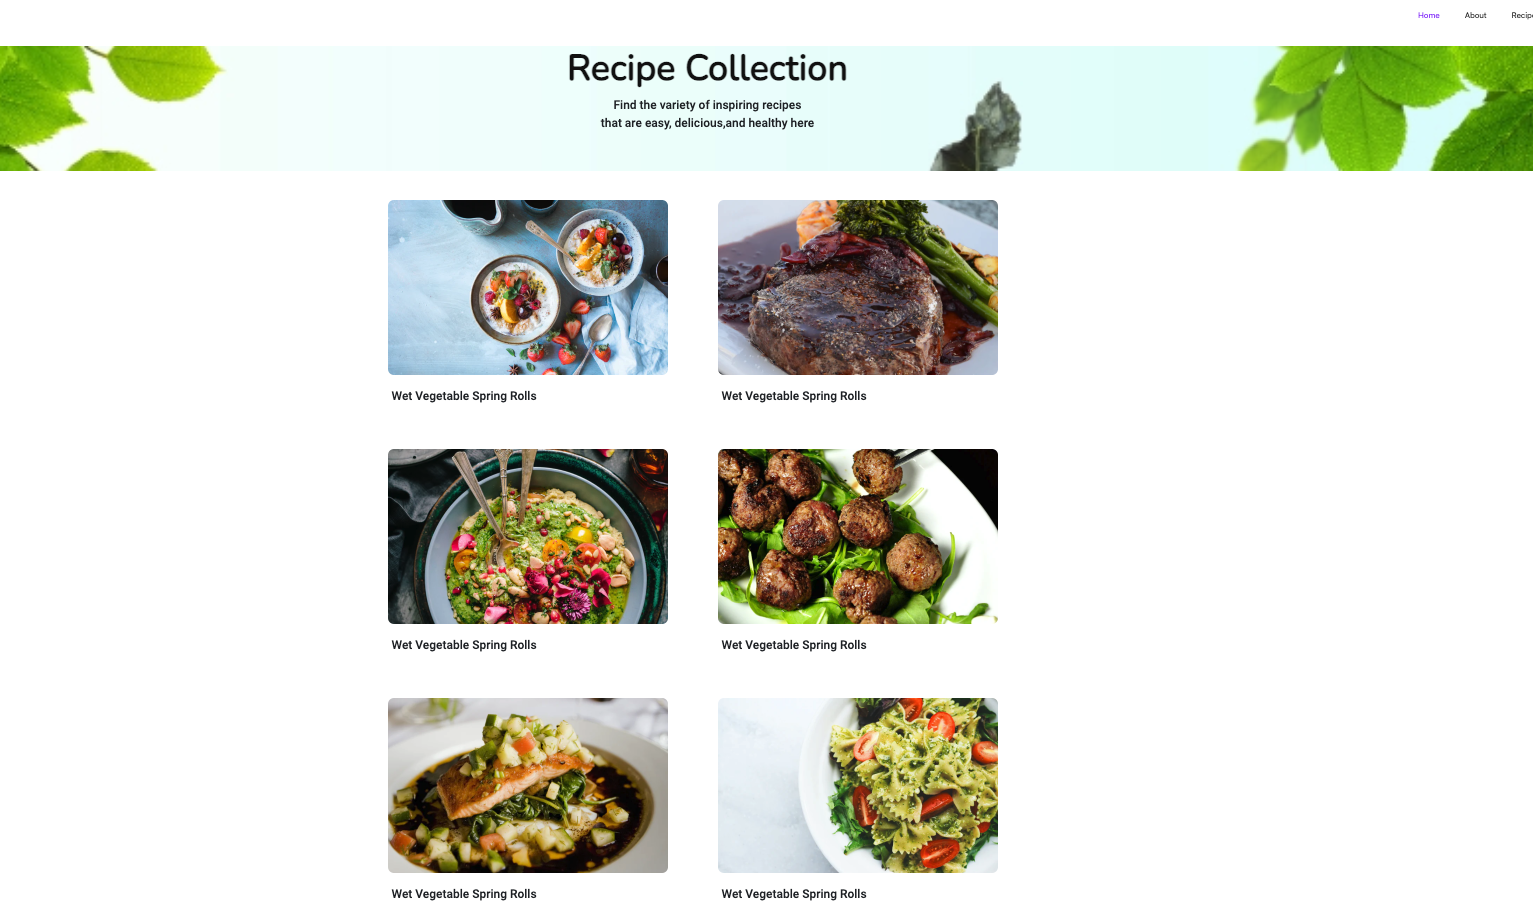 Home About
Recipe Collection
Find the variety of inspiring recipes
that are easy, delicious,and healthy here
Wet Vegetable Spring Rolls Wet Vegetable Spring Rolls
Wet Vegetable Spring Rolls Wet Vegetable Spring Rolls
Wet Vegetable Spring Rolls Wet Vegetable Spring Rolls